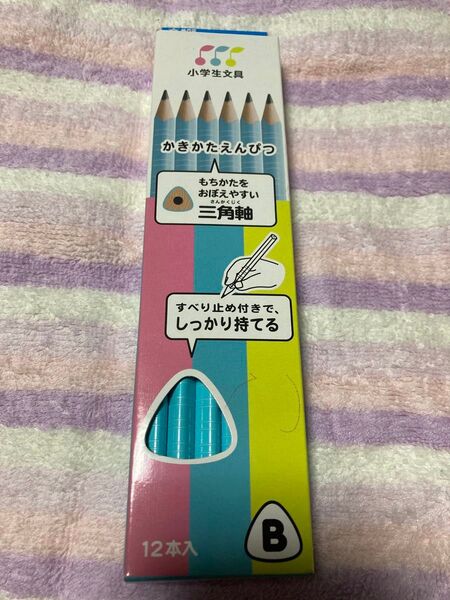 小学生文具
かきかたえんぴつ
もちかたを
おぼえやすい
さんかくじく
三角軸
すべり止め付きで、
しっかり持てる
12本入
B